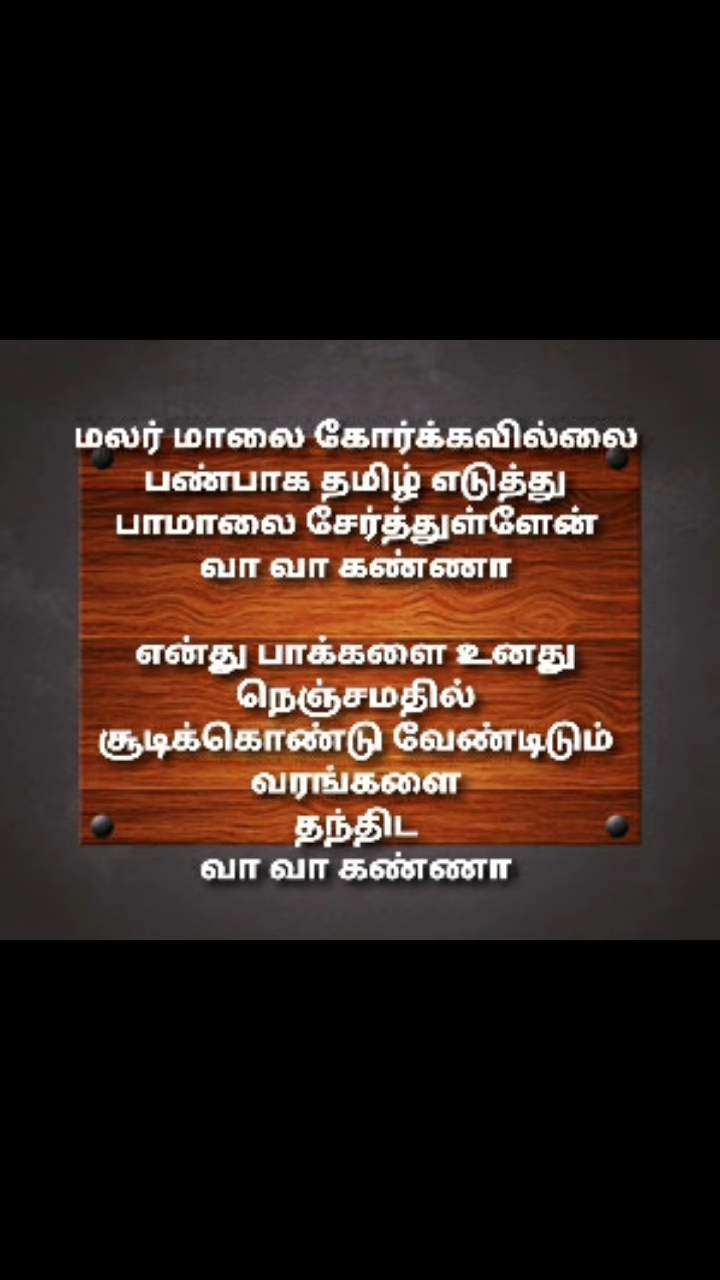 மலர் மாலை கோர்க்கவில்லை
பண்பாக தமிழ் எடுத்து
பாமாலை சேர்த்துள்ளேன்
வா வா கண்ணா
என்து பாக்களை உனது
நெஞ்சமதில்
சூடிக்கொண்டு வேண்டிடும்
வரங்களை
தந்திட
வா வா கண்ணா